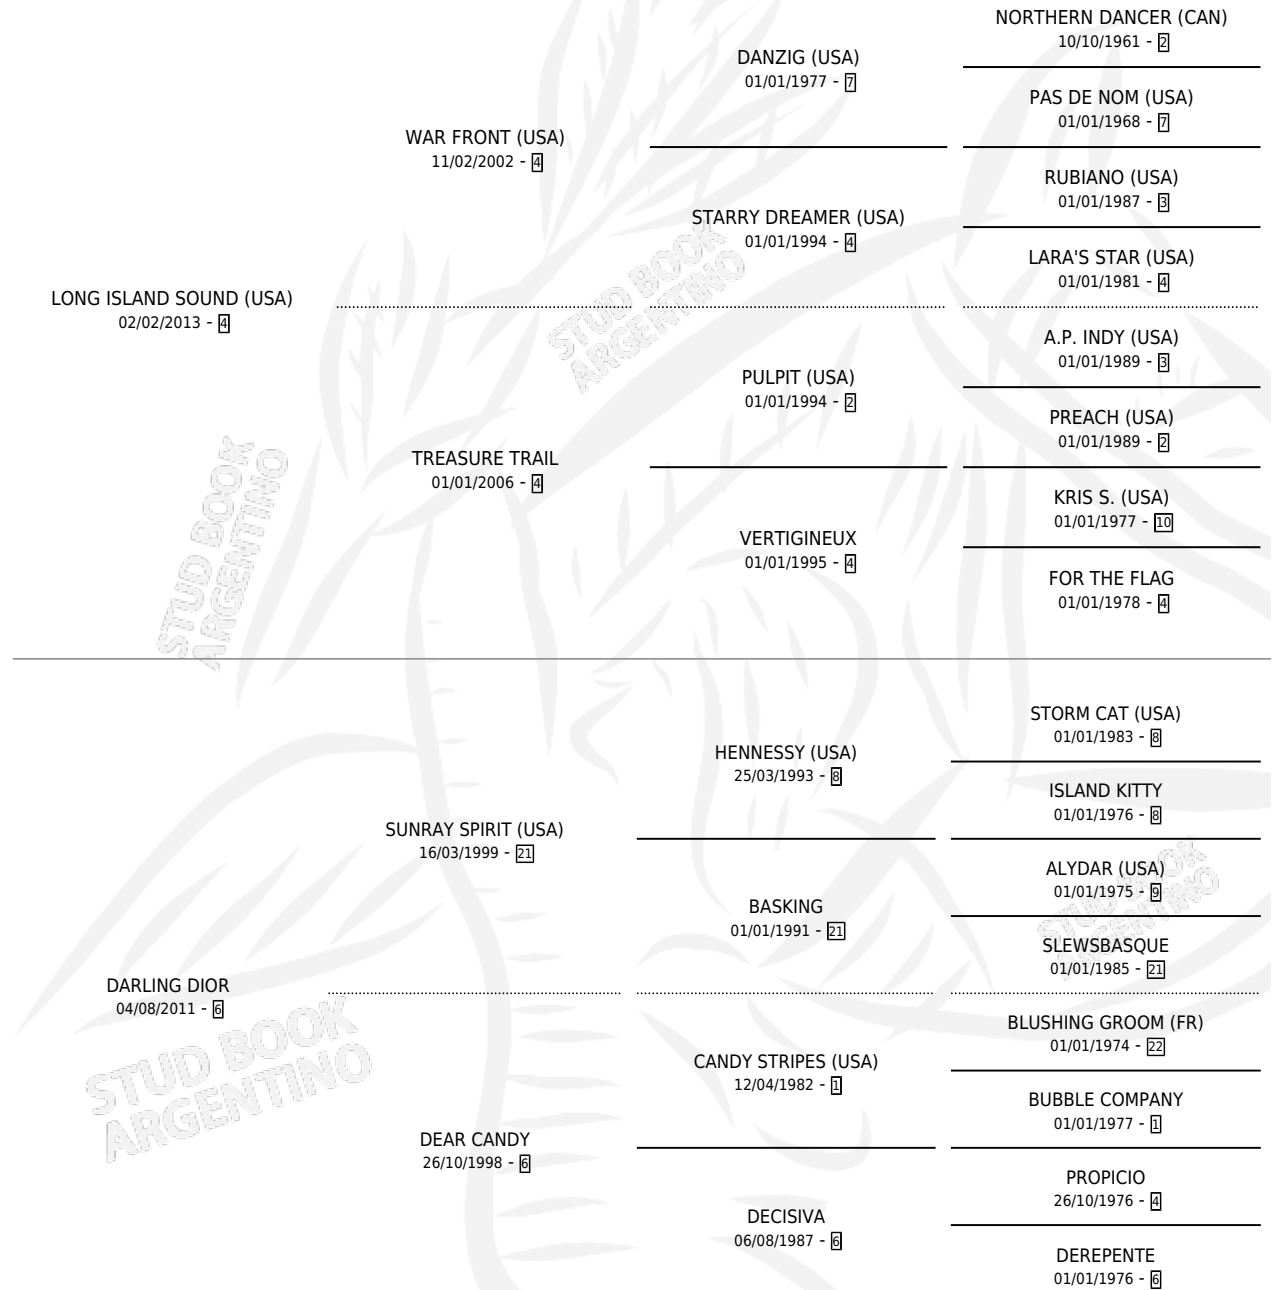 NORTHERN DANCER (CAN)
10/10/1961 - 2
DANZIG (USA)
01/01/1977 - 7
PAS DE NOM (USA)
01/01/1968 - 7
WAR FRONT (USA)
11/02/2002 - 4
RUBIANO (USA)
01/01/1987 - 3
STARRY DREAMER (USA)
01/01/1994 - 4
LARA'S STAR (USA)
01/01/1981 - 4
LONG ISLAND SOUND (USA)
02/02/2013 - 4
STUD BOOK
ARGENTINO
A.P. INDY (USA)
01/01/1989 - 3
PULPIT (USA)
01/01/1994 - 2
PREACH (USA)
01/01/1989 - 2
TREASURE TRAIL
01/01/2006 - 4
KRIS S. (USA)
01/01/1977 - 10
VERTIGINEUX
01/01/1995 - 4
FOR THE FLAG
01/01/1978 - 4
STUD BOOK
ARGENTINO
STORM CAT (USA)
01/01/1983 - 8
HENNESSY (USA)
25/03/1993 - 8
ISLAND KITTY
01/01/1976 - 8
SUNRAY SPIRIT (USA)
16/03/1999 - 21
ALYDAR (USA)
01/01/1975 - 9
BASKING
01/01/1991 - 21
STUD BOOK
ARGENTINO
SLEWSBASQUE
01/01/1985 - 21
DARLING DIOR
04/08/2011 - 6
STUD BOOK
ARGENTINO
BLUSHING GROOM (FR)
01/01/1974 - 22
CANDY STRIPES (USA)
12/04/1982 - 1
BUBBLE COMPANY
01/01/1977 - 1
DEAR CANDY
26/10/1998 - 6
PROPICIO
26/10/1976 - 4
DECISIVA
06/08/1987 - 6
DEREPENTE
01/01/1976 - 6